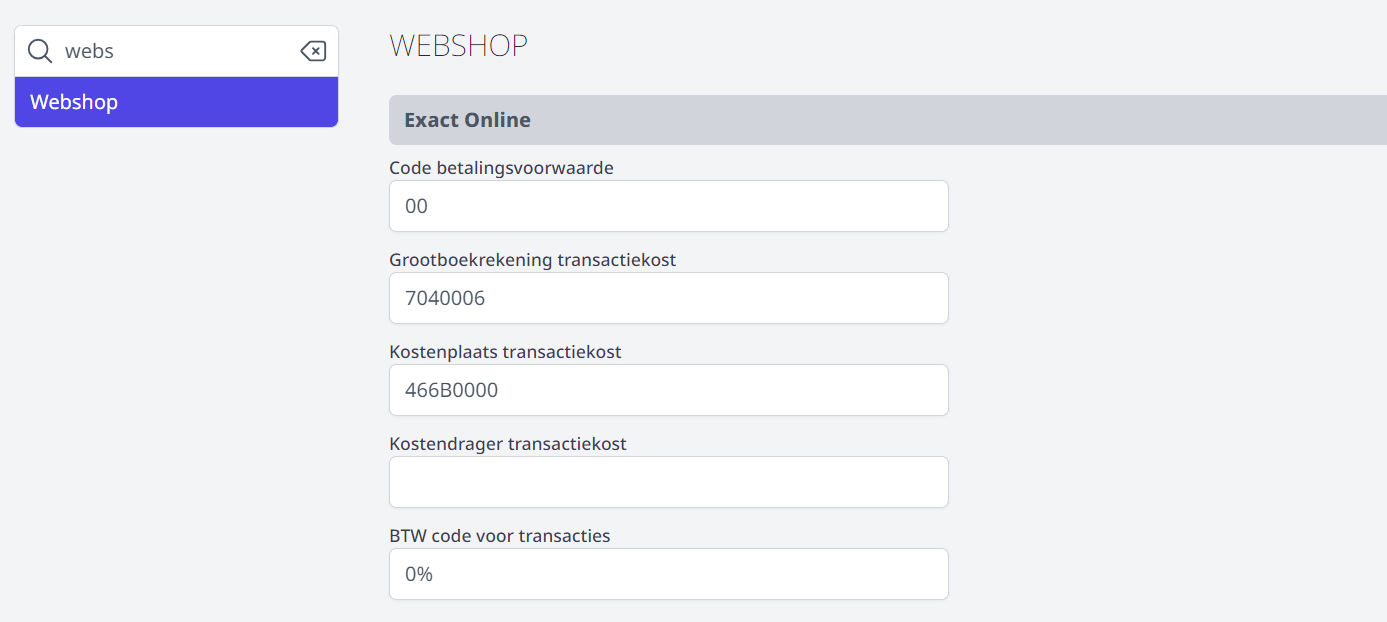 webs
Webshop
WEBSHOP
Exact Online
Code betalingsvoorwaarde
00
Grootboekrekening transactiekost
7040006
Kostenplaats transactiekost
466B0000
Kostendrager transactiekost
BTW code voor transacties
0%